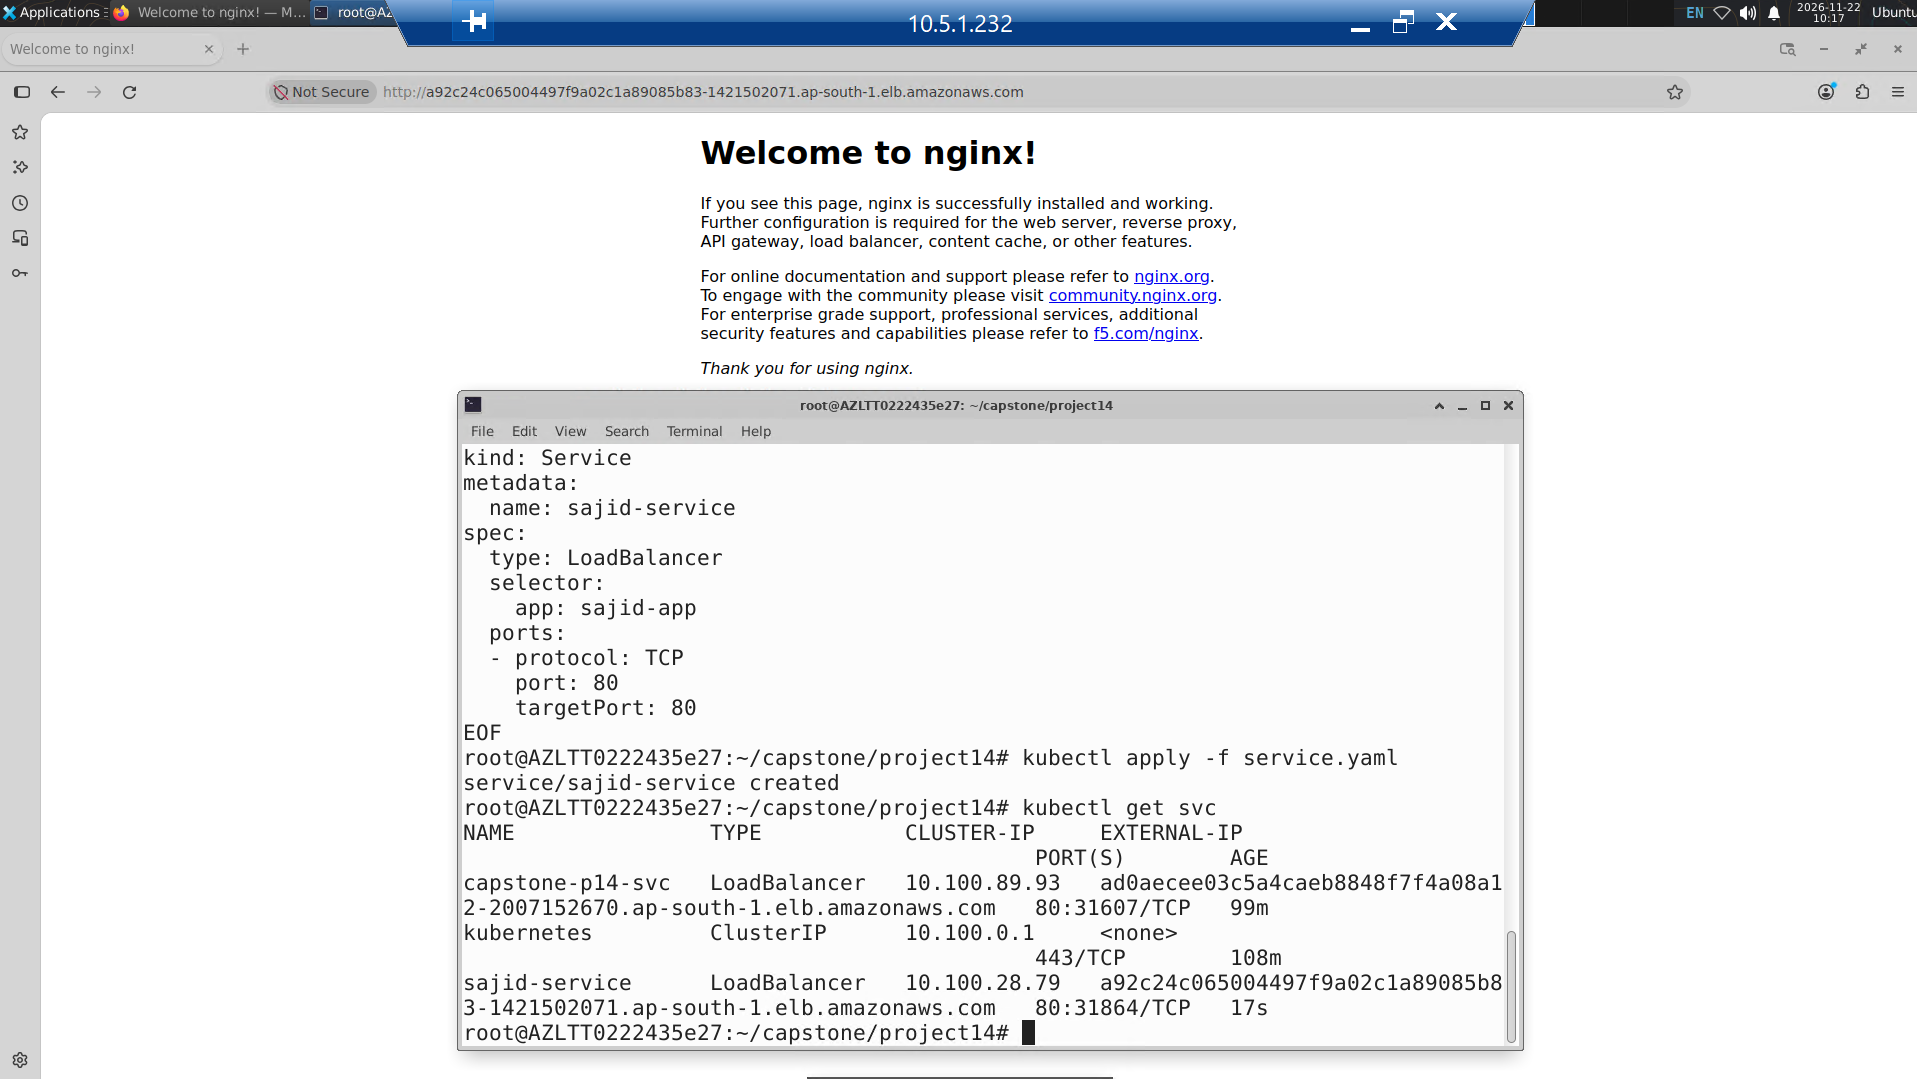 Applications
Welcome to nginx! — M...
root@AZ
10.5.1.232
EN
2026-11-22
10:17
Ubuntu
Welcome to nginx!
Not Secure
http://a92c24c065004497f9a02c1a89085b83-1421502071.ap-south-1.elb.amazonaws.com
Welcome to nginx!
If you see this page, nginx is successfully installed and working.
Further configuration is required for the web server, reverse proxy,
API gateway, load balancer, content cache, or other features.
For online documentation and support please refer to nginx.org.
To engage with the community please visit community.nginx.org.
For enterprise grade support, professional services, additional
security features and capabilities please refer to f5.com/nginx.
Thank you for using nginx.
root@AZLTT0222435e27: ~/capstone/project14
File Edit View Search Terminal Help
kind: Service
metadata:
  name: sajid-service
spec:
  type: LoadBalancer
  selector:
    app: sajid-app
  ports:
  - protocol: TCP
    port: 80
    targetPort: 80
EOF
root@AZLTT0222435e27:~/capstone/project14# kubectl apply -f service.yaml
service/sajid-service created
root@AZLTT0222435e27:~/capstone/project14# kubectl get svc
NAME               TYPE           CLUSTER-IP     EXTERNAL-IP
                                            PORT(S)        AGE
capstone-p14-svc   LoadBalancer   10.100.89.93   ad0aecee03c5a4caeb8848f7f4a08a1
2-2007152670.ap-south-1.elb.amazonaws.com   80:31607/TCP   99m
kubernetes         ClusterIP      10.100.0.1     <none>
                                            443/TCP        108m
sajid-service      LoadBalancer   10.100.28.79   a92c24c065004497f9a02c1a89085b8
3-1421502071.ap-south-1.elb.amazonaws.com   80:31864/TCP   17s
root@AZLTT0222435e27:~/capstone/project14#